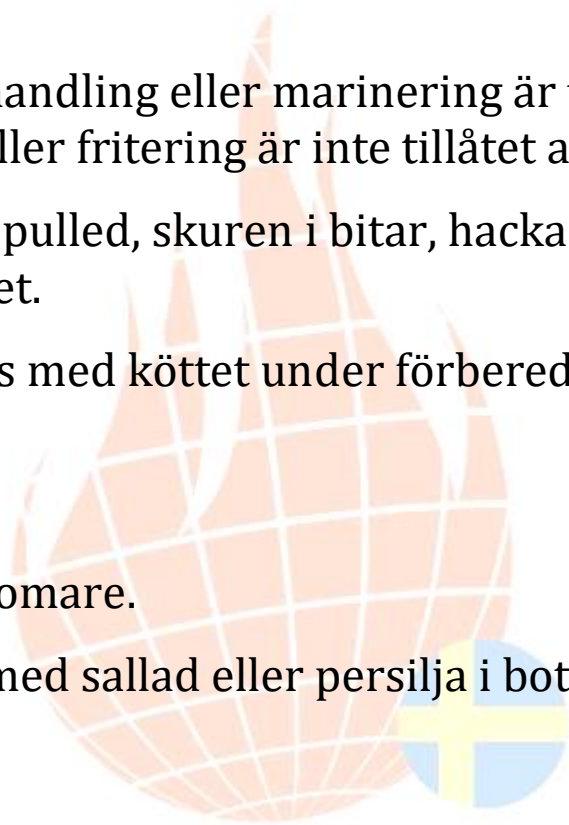 handling eller marinering är
ller fritering är inte tillåtet a
pulled, skuren i bitar, hacka
et.
s med köttet under förbered
omare.
med sallad eller persilja i bot